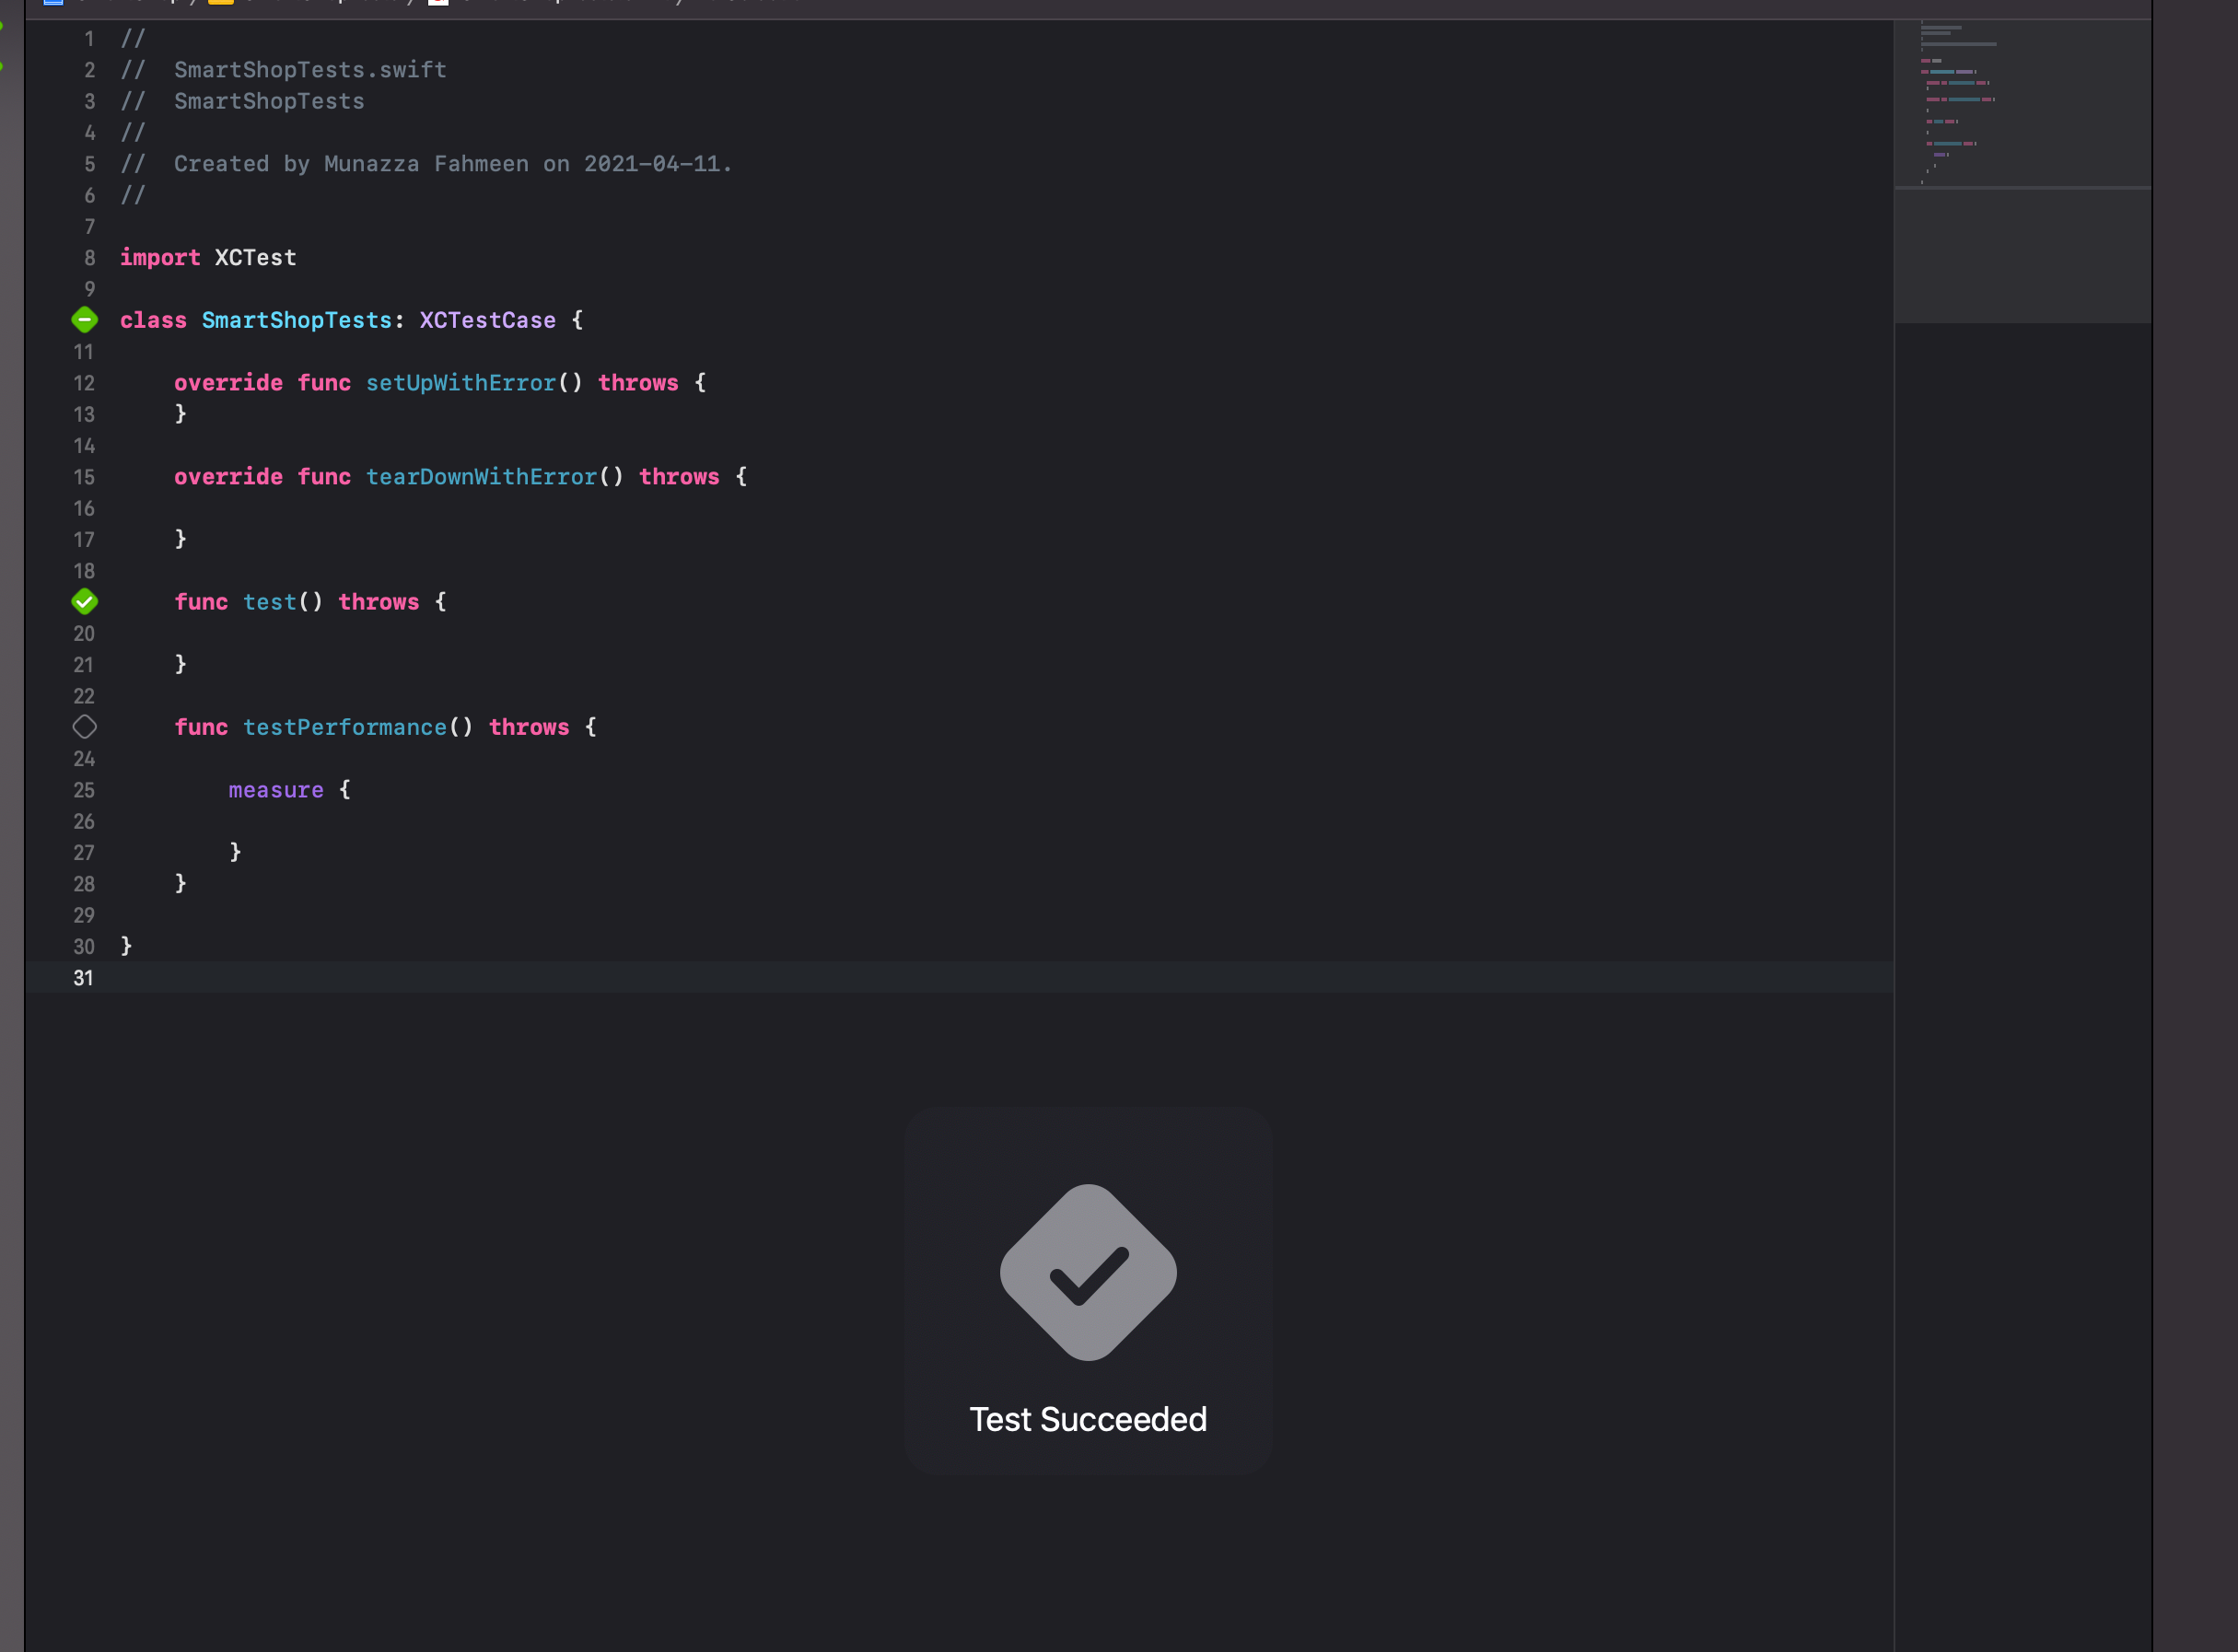 1 //
2 //  SmartShopTests.swift
3 //  SmartShopTests
4 //
5 //  Created by Munazza Fahmeen on 2021-04-11.
6 //
7
8 import XCTest
9
class SmartShopTests: XCTestCase {
11
12     override func setUpWithError() throws {
13     }
14
15     override func tearDownWithError() throws {
16
17     }
18
func test() throws {
20
21     }
22
func testPerformance() throws {
24
25         measure {
26
27         }
28     }
29
30 }
31
Test Succeeded